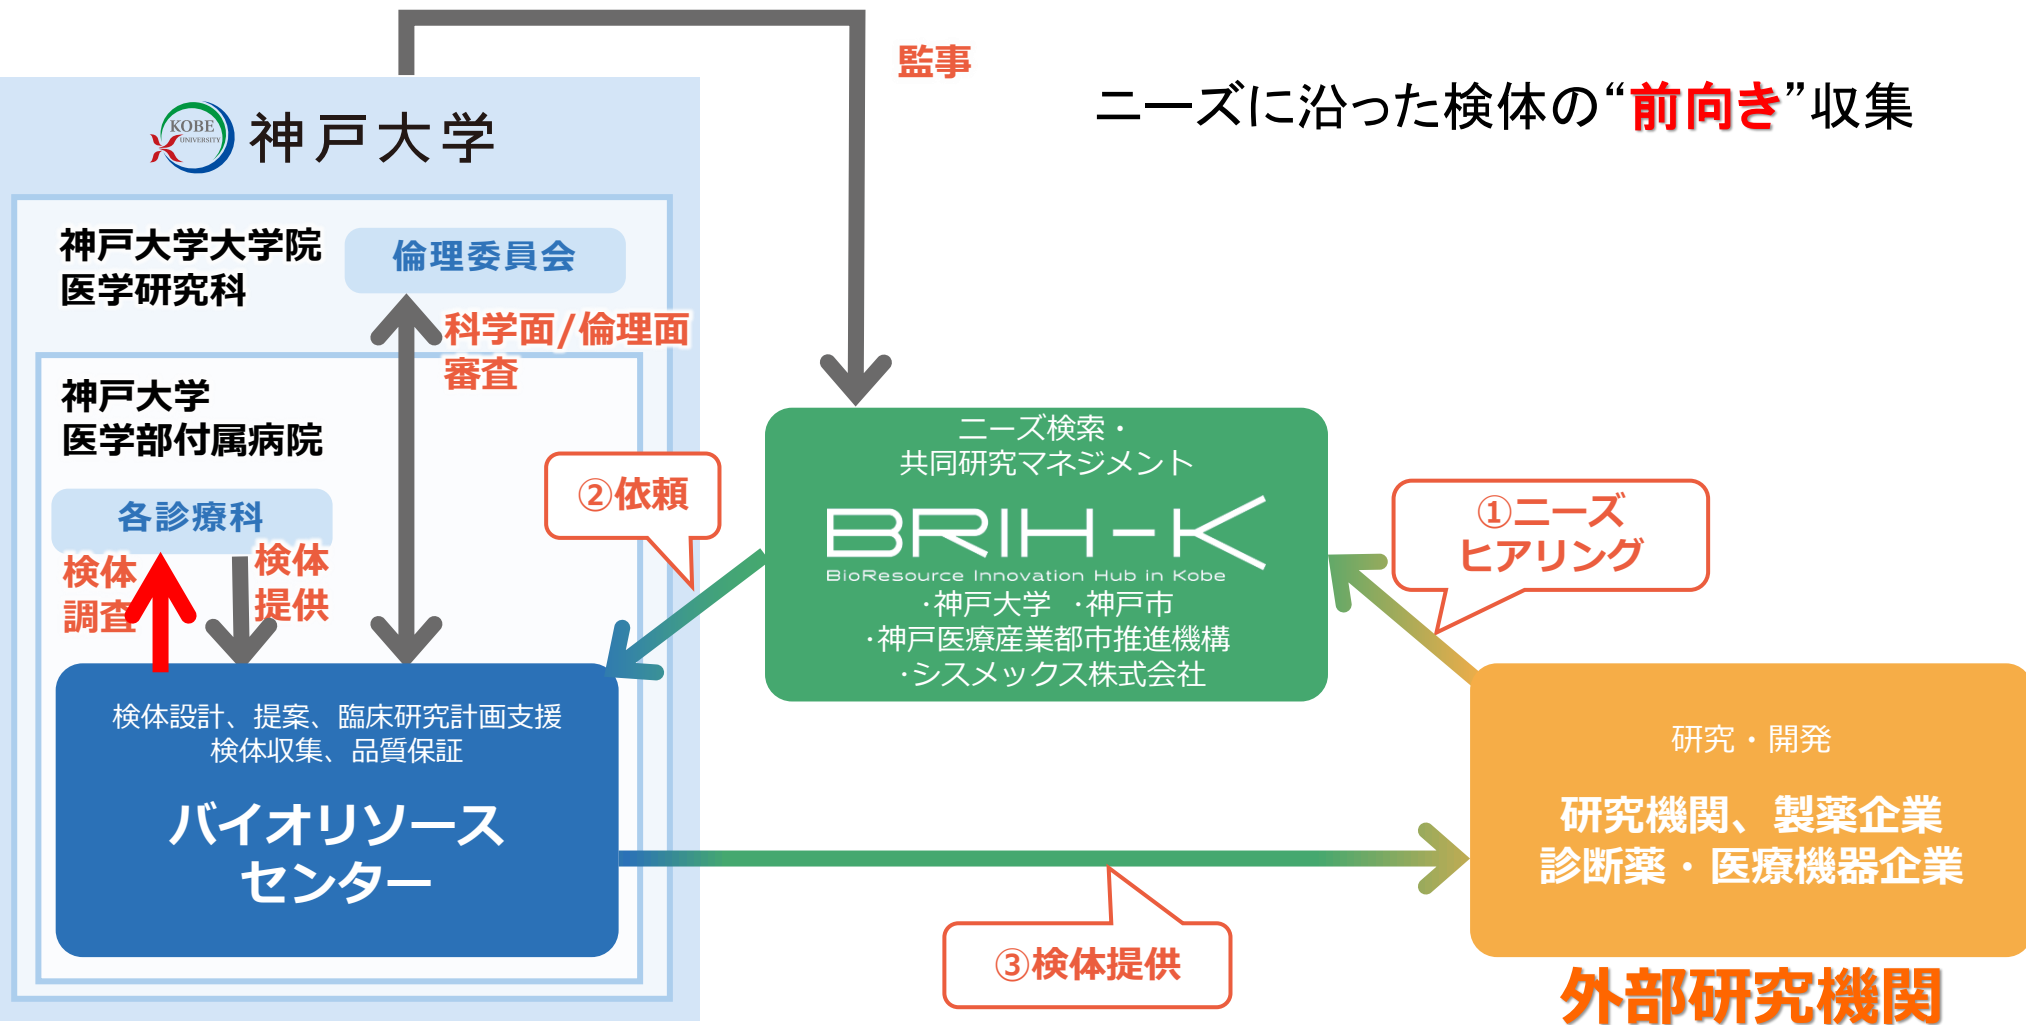 監事
ニーズに沿った検体の“前向き”収集
KOBE
UNIVERSITY
神戸大学
神戸大学大学院
医学研究科
倫理委員会
科学面/倫理面
審査
神戸大学
医学部付属病院
各診療科
検体
調査
検体
提供
②依頼
ニーズ検索・
共同研究マネジメント
BRIH-K
BioResource Innovation Hub in Kobe
・神戸大学 ・神戸市
・神戸医療産業都市推進機構
・シスメックス株式会社
①ニーズ
ヒアリング
検体設計、提案、臨床研究計画支援
検体収集、品質保証
バイオリソース
センター
研究・開発
研究機関、製薬企業
診断薬・医療機器企業
③検体提供
外部研究機関